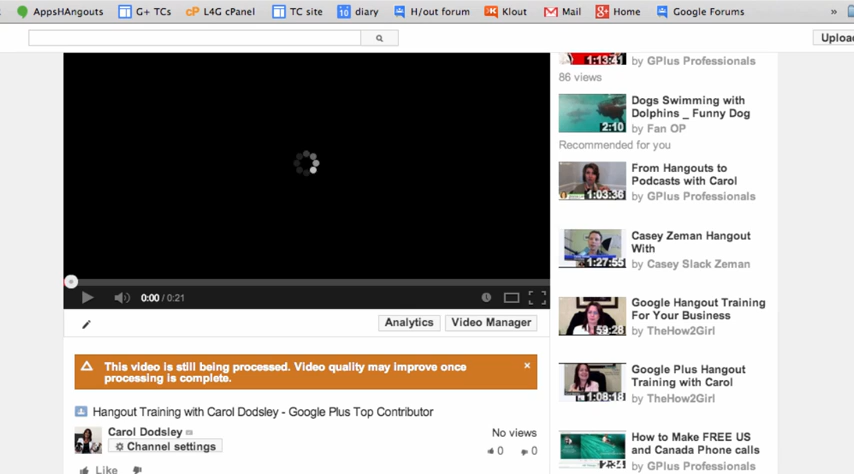 AppsHAngouts G+ TCs L4G cPanel TC site diary H/out forum Klout Mail Home Google Forums »
Uploa
1:13:41
by GPlus Professionals
86 views
Dogs Swimming with
Dolphins _ Funny Dog
2:10
by Fan OP
Recommended for you
From Hangouts to
Podcasts with Carol
1:03:36
by GPlus Professionals
Casey Zeman Hangout
With
1:27:55
by Casey Slack Zeman
Google Hangout Training
For Your Business
59:28
by TheHow2Girl
Google Plus Hangout
Training with Carol
1:08:18
by TheHow2Girl
How to Make FREE US
and Canada Phone calls
2:34
by GPlus Professionals
0:00 / 0:21
Analytics Video Manager
This video is still being processed. Video quality may improve once
processing is complete.
Hangout Training with Carol Dodsley - Google Plus Top Contributor
Carol Dodsley
Channel settings
No views
0 0
Like